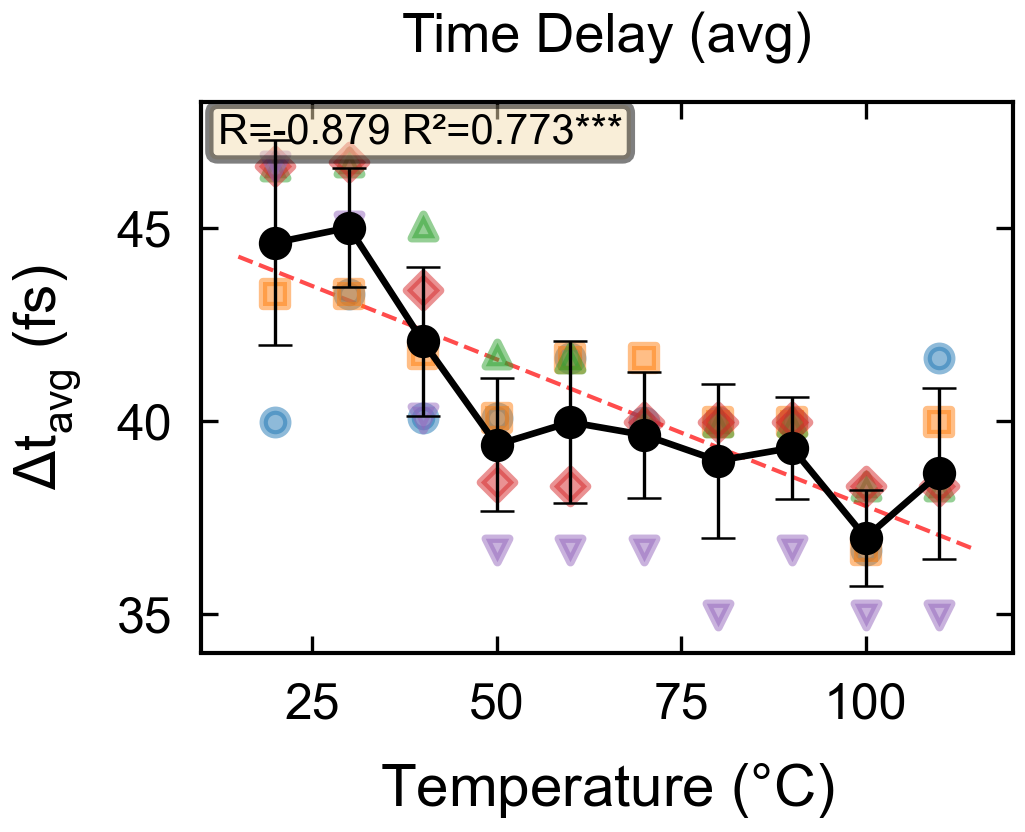 Time Delay (avg)
R=-0.879 R²=0.773***
45
40
35
Δt_avg (fs)
25 50 75 100
Temperature (°C)